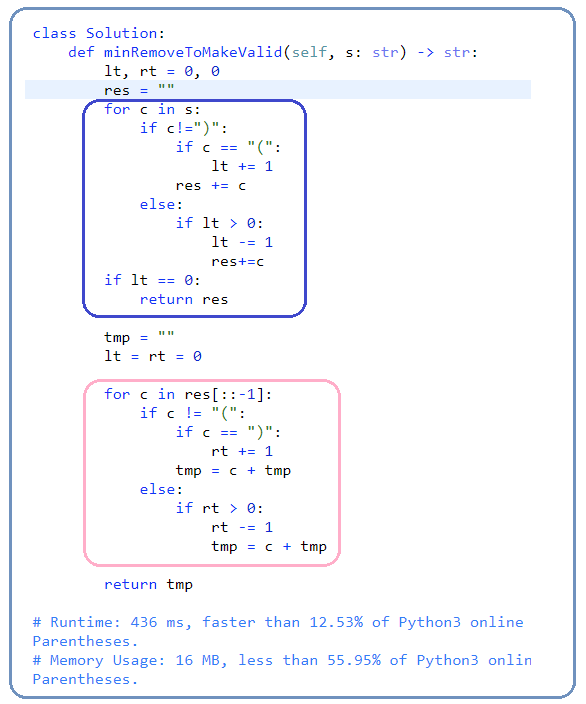 class Solution:
    def minRemoveToMakeValid(self, s: str) -> str:
        lt, rt = 0, 0
        res = ""
        for c in s:
            if c!=")":
                if c == "(":
                    lt += 1
                res += c
            else:
                if lt > 0:
                    lt -= 1
                    res+=c
        if lt == 0:
            return res
        tmp = ""
        lt = rt = 0
        for c in res[::-1]:
            if c != "(":
                if c == ")":
                    rt += 1
                tmp = c + tmp
            else:
                if rt > 0:
                    rt -= 1
                    tmp = c + tmp
        return tmp
# Runtime: 436 ms, faster than 12.53% of Python3 online
Parentheses.
# Memory Usage: 16 MB, less than 55.95% of Python3 onlin
Parentheses.